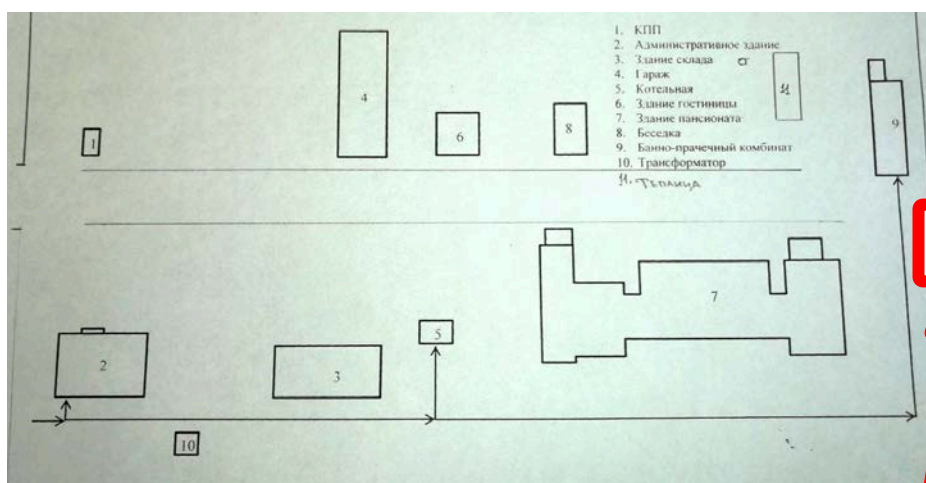 1. КПП
2. Административное здание
3. Здание склада
4. Гараж
5. Котельная
6. Здание гостиницы
7. Здание пансионата
8. Беседка
9. Банно-прачечный комбинат
10. Трансформатор
11. Теплица
1
4
6
8
11
9
2
3
5
7
10